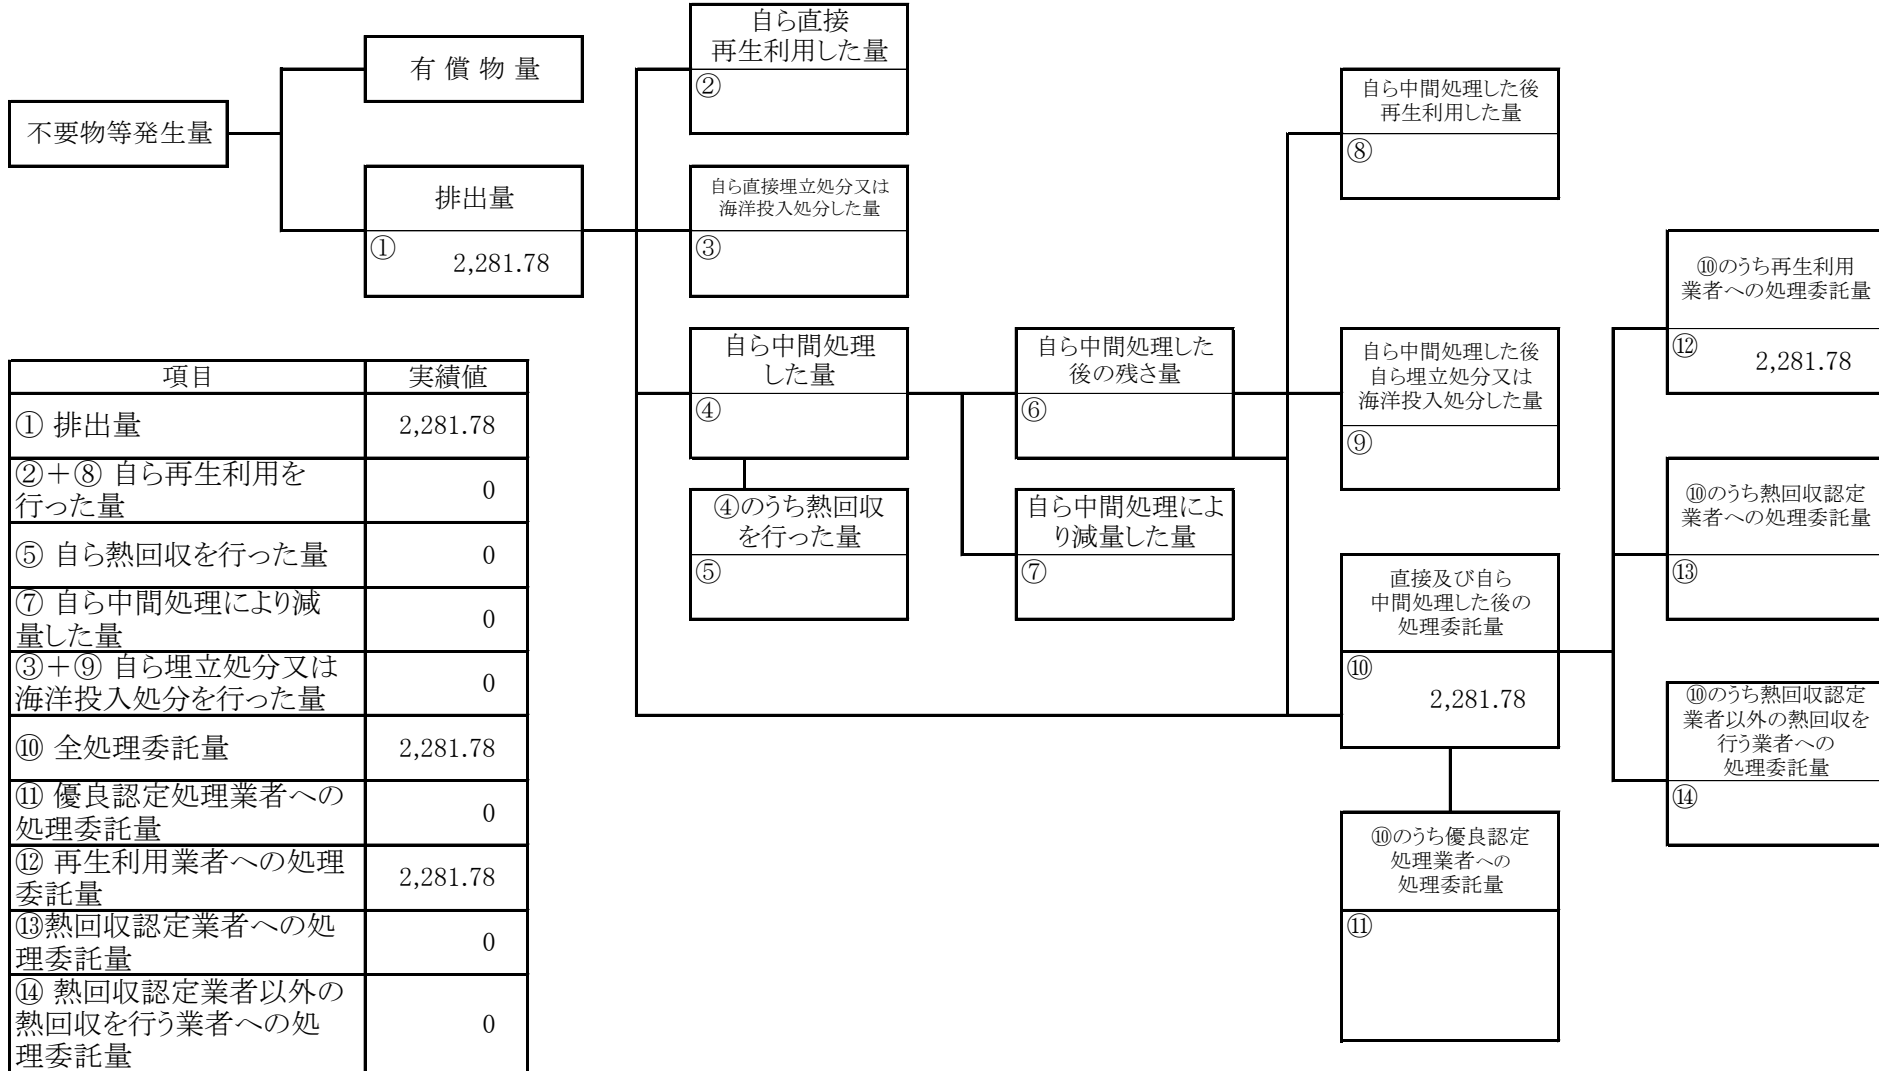 不要物等発生量
有 償 物 量
排出量
① 2,281.78
自ら直接
再生利用した量
②
自ら直接埋立処分又は
海洋投入処分した量
③
自ら中間処理
した量
④
④のうち熱回収
を行った量
⑤
自ら中間処理した
後の残さ量
⑥
自ら中間処理によ
り減量した量
⑦
自ら中間処理した後
再生利用した量
⑧
自ら中間処理した後
自ら埋立処分又は
海洋投入処分した量
⑨
直接及び自ら
中間処理した後の
処理委託量
⑩
2,281.78
⑩のうち優良認定
処理業者への
処理委託量
⑪
⑩のうち再生利用
業者への処理委託量
⑫ 2,281.78
⑩のうち熱回収認定
業者への処理委託量
⑬
⑩のうち熱回収認定
業者以外の熱回収を
行う業者への
処理委託量
⑭
項目 実績値
① 排出量 2,281.78
②＋⑧ 自ら再生利用を
行った量 0
⑤ 自ら熱回収を行った量 0
⑦ 自ら中間処理により減
量した量 0
③＋⑨ 自ら埋立処分又は
海洋投入処分を行った量 0
⑩ 全処理委託量 2,281.78
⑪ 優良認定処理業者への
処理委託量 0
⑫ 再生利用業者への処理
委託量 2,281.78
⑬熱回収認定業者への処
理委託量 0
⑭ 熱回収認定業者以外の
熱回収を行う業者への処
理委託量 0